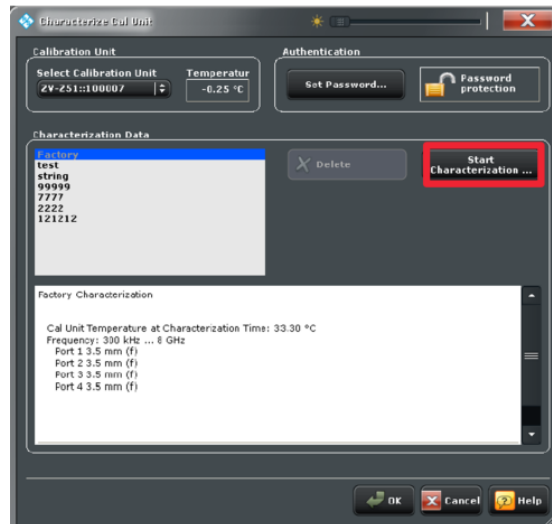 Characterize Cal Unit
Calibration Unit
Authentication
Select Calibration Unit
Temperatur
ZV-Z51::100007
-0.25 °C
Set Password...
Password
protection
Characterization Data
Factory
test
string
99999
7777
2222
121212
Delete
Start
Characterization ...
Factory Characterization
Cal Unit Temperature at Characterization Time: 33.30 °C
Frequency: 300 kHz ... 8 GHz
Port 1 3.5 mm (f)
Port 2 3.5 mm (f)
Port 3 3.5 mm (f)
Port 4 3.5 mm (f)
OK
Cancel
Help